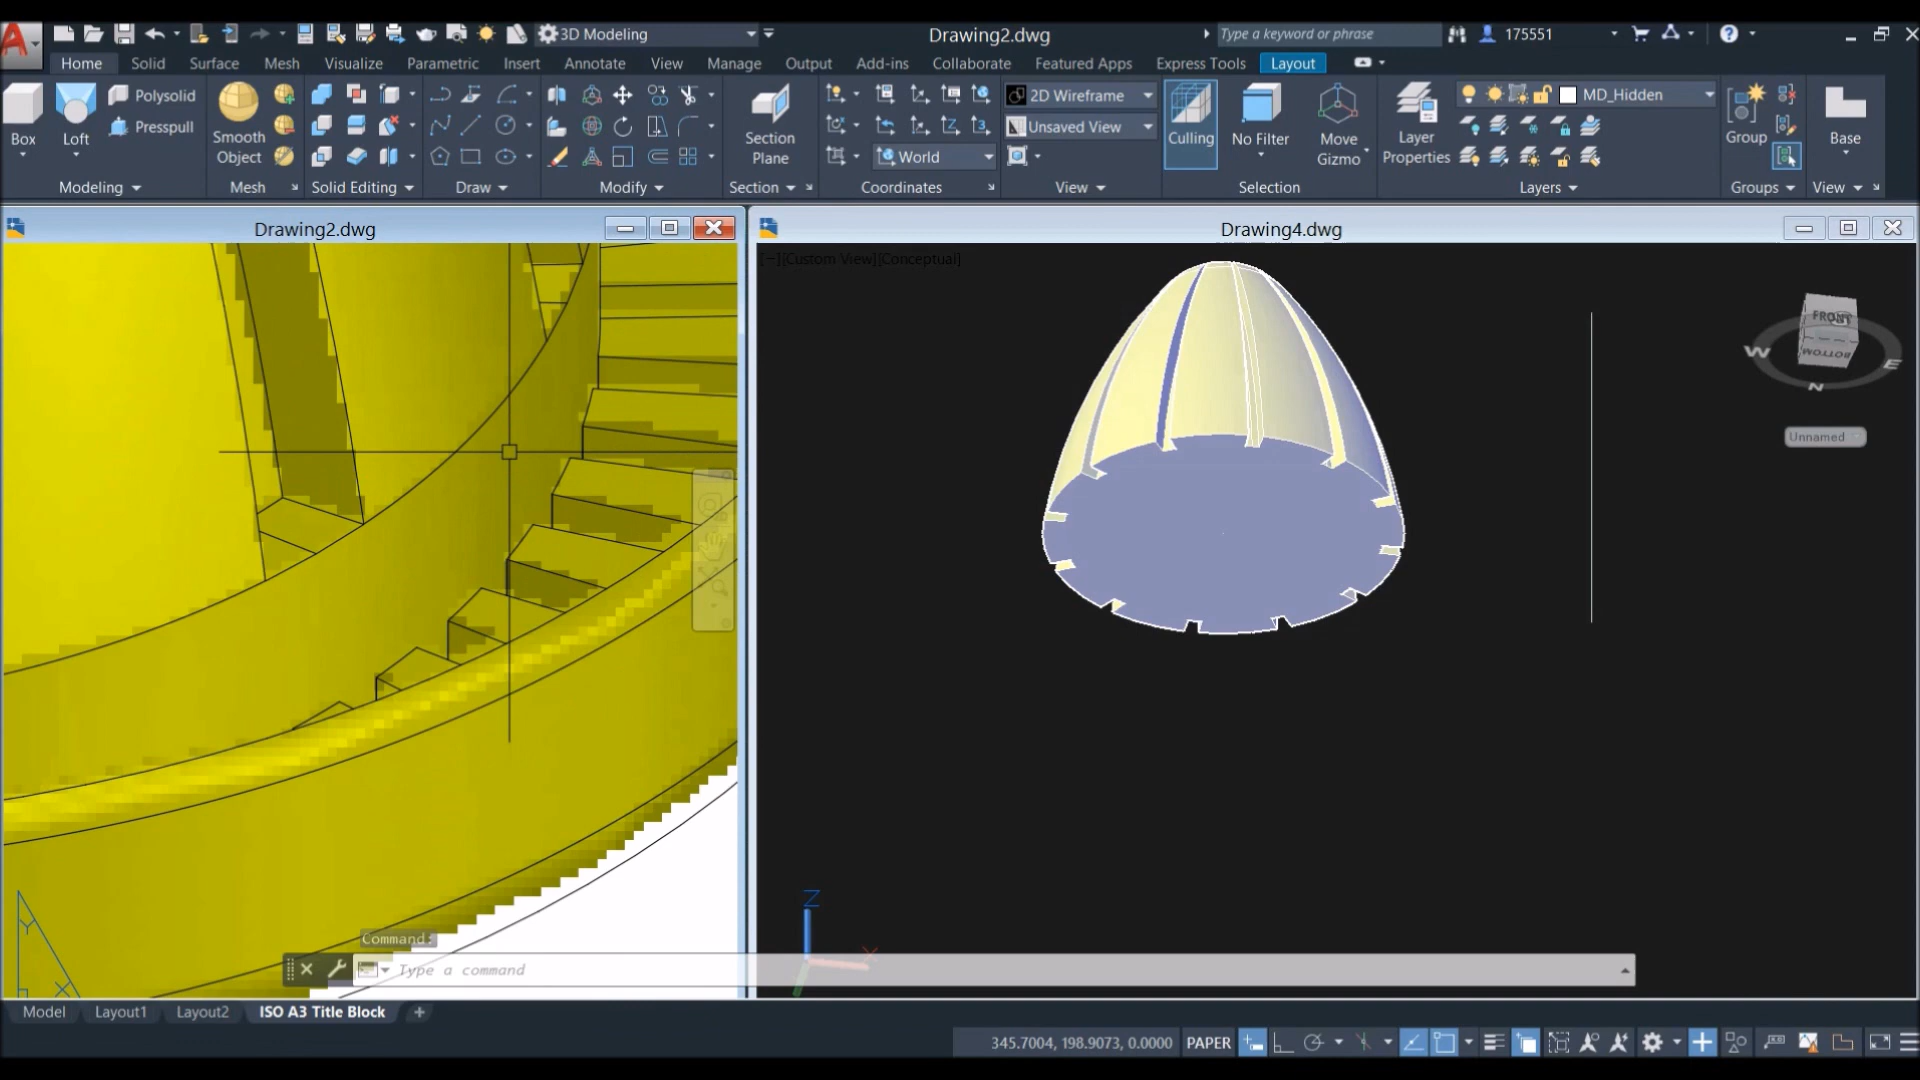 3D Modeling
Drawing2.dwg
Type a keyword or phrase
175551
Home Solid Surface Mesh Visualize Parametric Insert Annotate View Manage Output Add-ins Collaborate Featured Apps Express Tools Layout
Box
Loft
Polysolid
Presspull
Smooth
Object
Section
Plane
World
2D Wireframe
Unsaved View
Culling
No Filter
Move
Gizmo
Layer
Properties
MD_Hidden
Group
Base
Modeling Mesh Solid Editing Draw Modify Section Coordinates View Selection Layers Groups View
Drawing2.dwg
Drawing4.dwg
[−][Custom View][Conceptual]
FRONT
BOTTOM
W
E
N
Unnamed
Z
X
Y
X
Command:
Type a command
Model Layout1 Layout2 ISO A3 Title Block
345.7004, 198.9073, 0.0000 PAPER